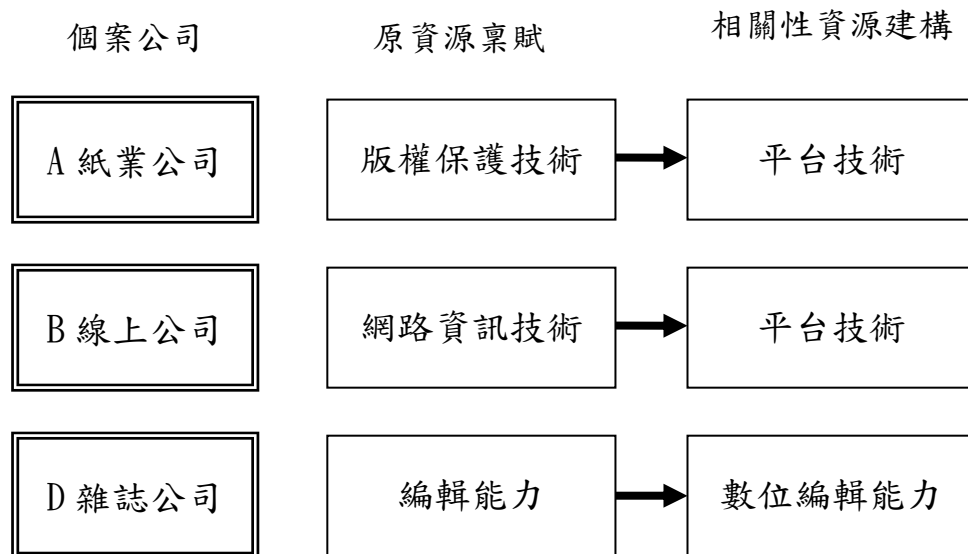 個案公司 原資源稟賦 相關性資源建構
A 紙業公司 版權保護技術 平台技術
B 線上公司 網路資訊技術 平台技術
D 雜誌公司 編輯能力 數位編輯能力